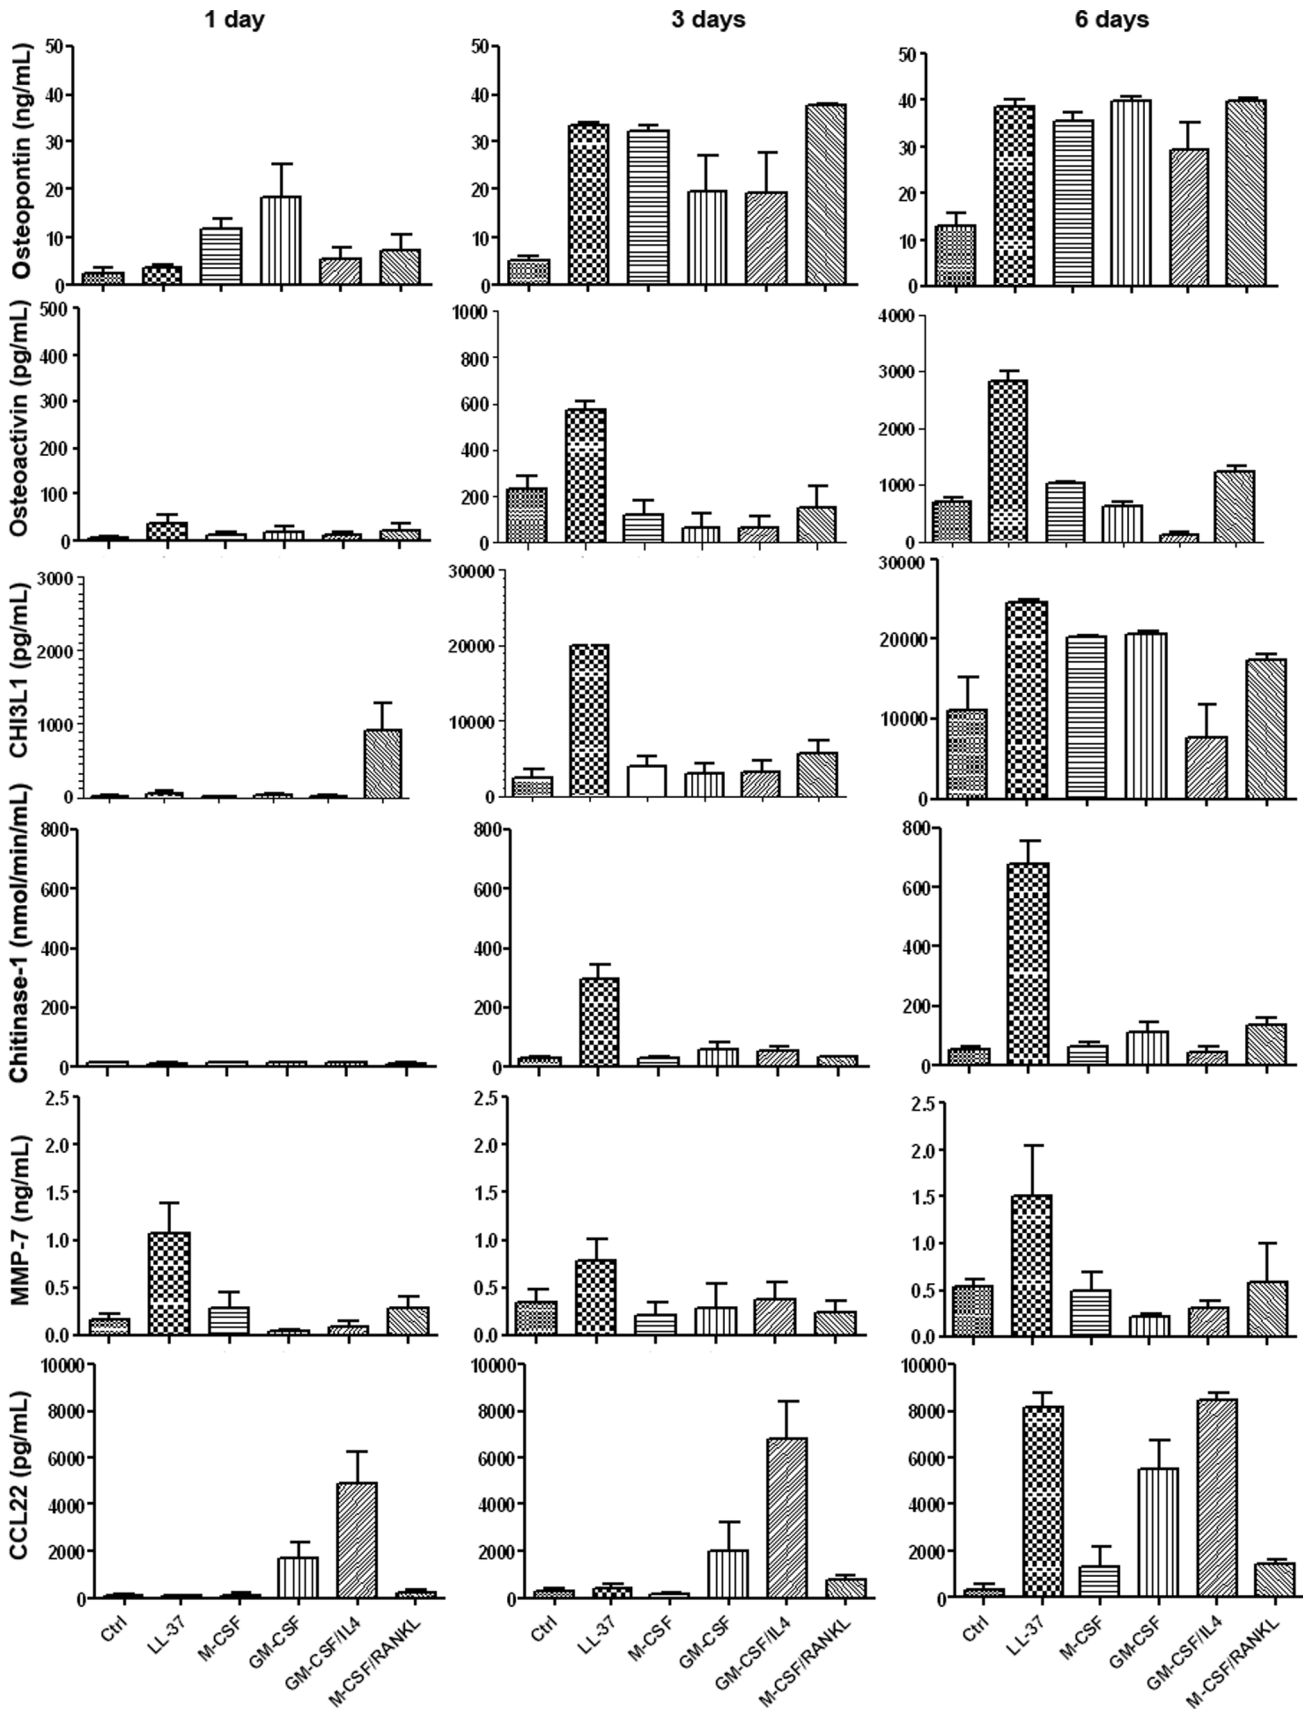 1 day 3 days 6 days
Osteopontin (ng/mL)
50 40 30 20 10 0
50 40 30 20 10 0
50 40 30 20 10 0
Osteoactivin (pg/mL)
500 400 300 200 100 0
1000 800 600 400 200 0
4000 3000 2000 1000 0
CHI3L1 (pg/mL)
3000 2000 1000 0
30000 20000 10000 0
30000 20000 10000 0
Chitinase-1 (nmol/min/mL)
800 600 400 200 0
800 600 400 200 0
800 600 400 200 0
MMP-7 (ng/mL)
2.5 2.0 1.5 1.0 0.5 0.0
2.5 2.0 1.5 1.0 0.5 0.0
2.5 2.0 1.5 1.0 0.5 0.0
CCL22 (pg/mL)
10000 8000 6000 4000 2000 0
10000 8000 6000 4000 2000 0
10000 8000 6000 4000 2000 0
Ctrl LL-37 M-CSF GM-CSF GM-CSF/IL4 M-CSF/RANKL
Ctrl LL-37 M-CSF GM-CSF GM-CSF/IL4 M-CSF/RANKL
Ctrl LL-37 M-CSF GM-CSF GM-CSF/IL4 M-CSF/RANKL